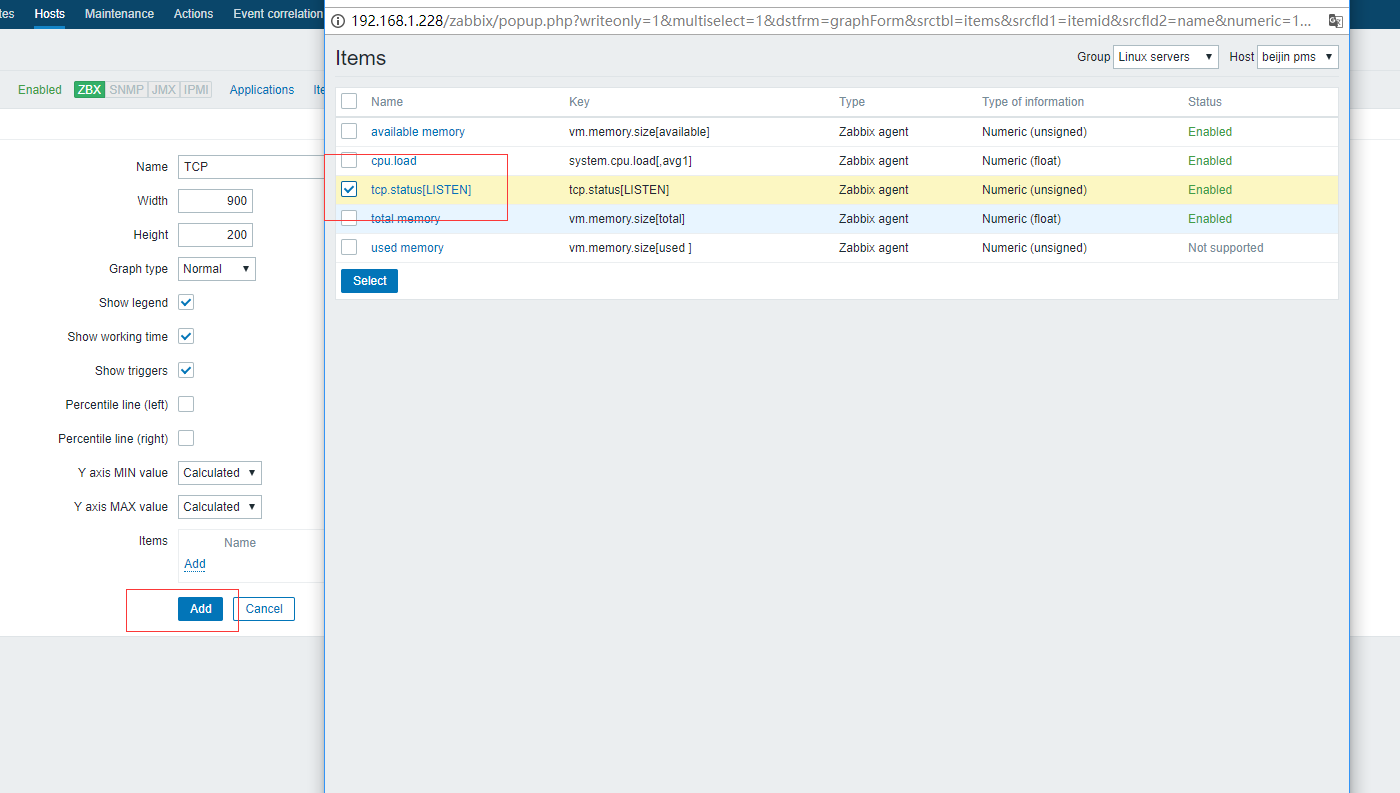 tes Hosts Maintenance Actions Event correlation
192.168.1.228/zabbix/popup.php?writeonly=1&multiselect=1&dstfrm=graphForm&srctbl=items&srcfld1=itemid&srcfld2=name&numeric=1...
Enabled ZBX SNMP JMX IPMI Applications Ite
Name TCP
Width 900
Height 200
Graph type Normal
Show legend
Show working time
Show triggers
Percentile line (left)
Percentile line (right)
Y axis MIN value Calculated
Y axis MAX value Calculated
Items Name
Add
Add Cancel
Items Group Linux servers Host beijin pms
Name Key Type Type of information Status
available memory vm.memory.size[available] Zabbix agent Numeric (unsigned) Enabled
cpu.load system.cpu.load[,avg1] Zabbix agent Numeric (float) Enabled
tcp.status[LISTEN] tcp.status[LISTEN] Zabbix agent Numeric (unsigned) Enabled
total memory vm.memory.size[total] Zabbix agent Numeric (float) Enabled
used memory vm.memory.size[used ] Zabbix agent Numeric (unsigned) Not supported
Select